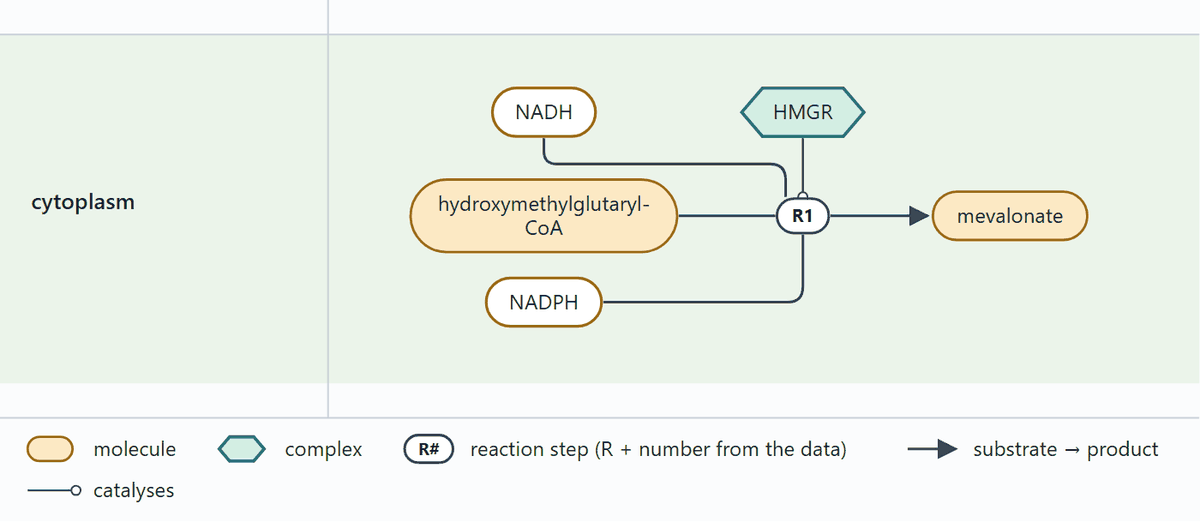 NADH
HMGR
cytoplasm
hydroxymethylglutaryl-
CoA
R1
mevalonate
NADPH
molecule
complex
R#
reaction step (R + number from the data)
substrate → product
catalyses